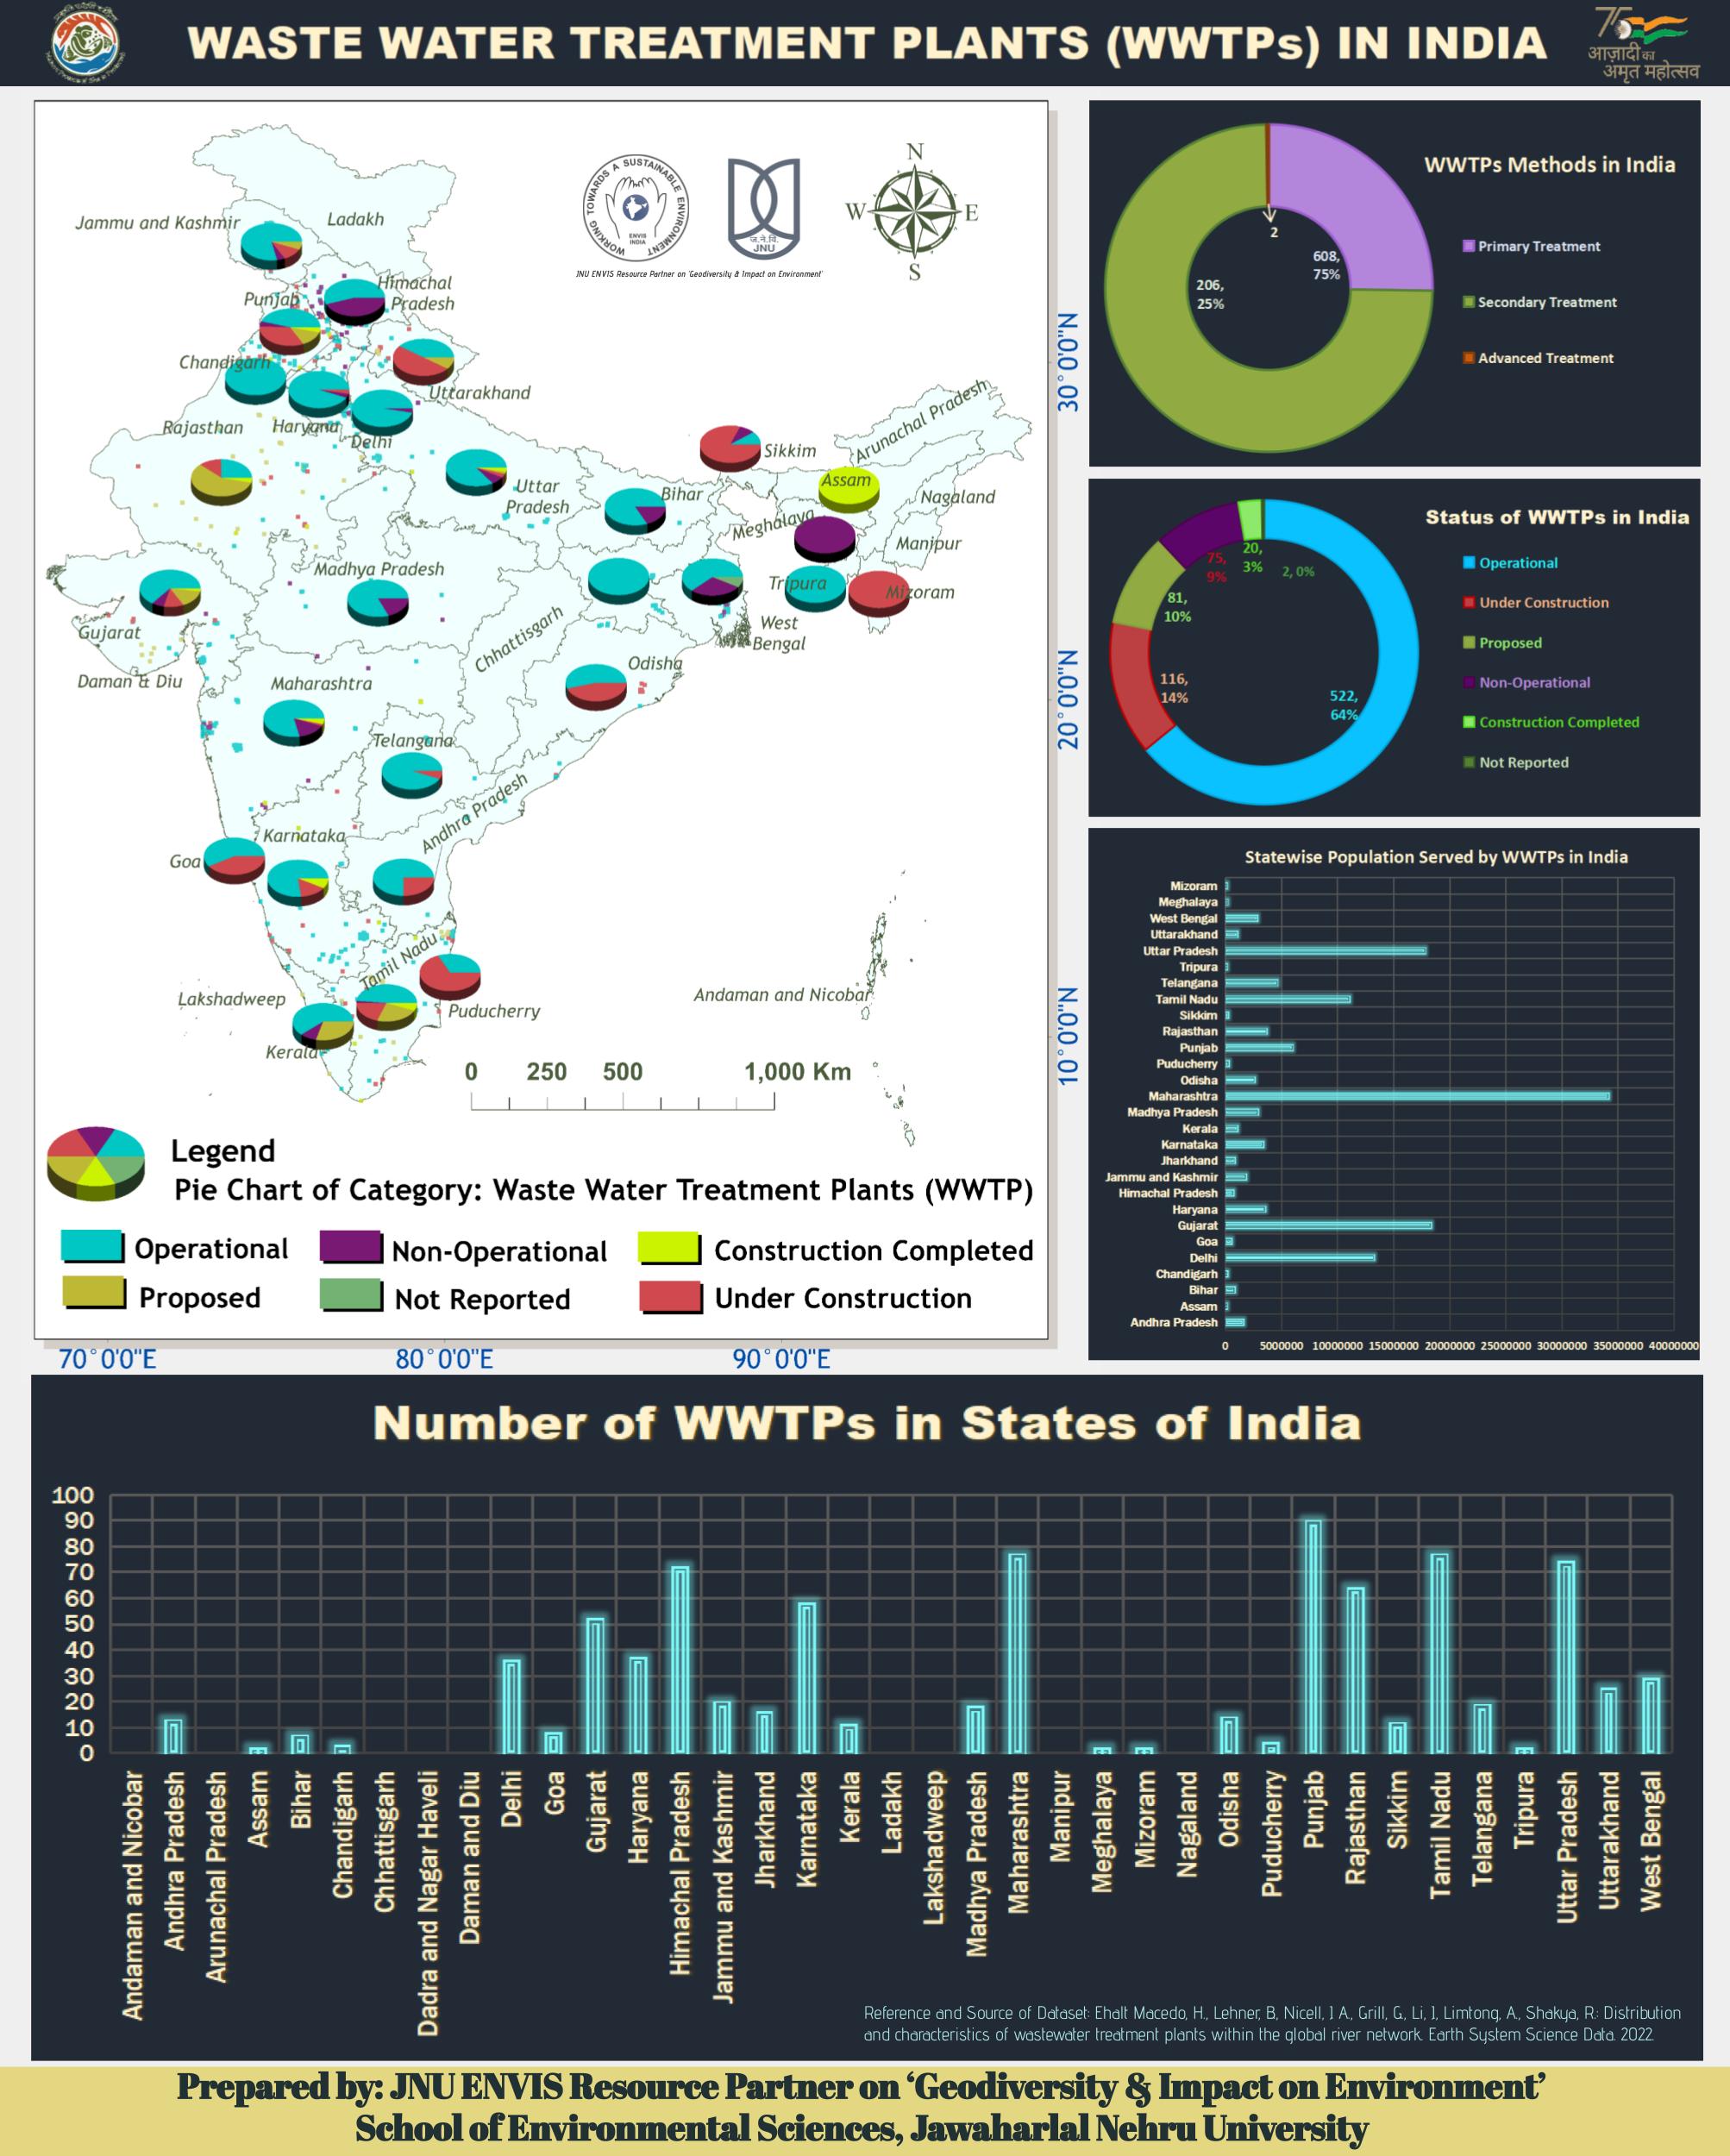 WASTE WATER TREATMENT PLANTS (WWTPs) IN INDIA
75
आज़ादी का
अमृत महोत्सव
WORKING TOWARDS A SUSTAINABLE ENVIRONMENT
ENVIS
INDIA
ज.ने.वि.
JNU
JNU ENVIS Resource Partner on 'Geodiversity & Impact on Environment'
N
W
E
S
Jammu and Kashmir
Ladakh
Himachal
Pradesh
Punjab
Chandigarh
Uttarakhand
Rajasthan
Haryana
Delhi
Sikkim
Arunachal Pradesh
Assam
Nagaland
Uttar
Pradesh
Bihar
Meghalaya
Manipur
Madhya Pradesh
Tripura
Mizoram
Gujarat
Chhattisgarh
West
Bengal
Daman & Diu
Maharashtra
Odisha
Telangana
Andhra Pradesh
Karnataka
Goa
Tamil Nadu
Lakshadweep
Andaman and Nicobar
Puducherry
Kerala
0 250 500 1,000 Km
30°0'0"N
20°0'0"N
10°0'0"N
Legend
Pie Chart of Category: Waste Water Treatment Plants (WWTP)
Operational
Non-Operational
Construction Completed
Proposed
Not Reported
Under Construction
70°0'0"E 80°0'0"E 90°0'0"E
WWTPs Methods in India
2
608,
75%
206,
25%
Primary Treatment
Secondary Treatment
Advanced Treatment
Status of WWTPs in India
20,
3%
2, 0%
75,
9%
81,
10%
116,
14%
522,
64%
Operational
Under Construction
Proposed
Non-Operational
Construction Completed
Not Reported
Statewise Population Served by WWTPs in India
Mizoram
Meghalaya
West Bengal
Uttarakhand
Uttar Pradesh
Tripura
Telangana
Tamil Nadu
Sikkim
Rajasthan
Punjab
Puducherry
Odisha
Maharashtra
Madhya Pradesh
Kerala
Karnataka
Jharkhand
Jammu and Kashmir
Himachal Pradesh
Haryana
Gujarat
Goa
Delhi
Chandigarh
Bihar
Assam
Andhra Pradesh
0 5000000 10000000 15000000 20000000 25000000 30000000 35000000 40000000
Number of WWTPs in States of India
100
90
80
70
60
50
40
30
20
10
0
Andaman and Nicobar
Andhra Pradesh
Arunachal Pradesh
Assam
Bihar
Chandigarh
Chhattisgarh
Dadra and Nagar Haveli
Daman and Diu
Delhi
Goa
Gujarat
Haryana
Himachal Pradesh
Jammu and Kashmir
Jharkhand
Karnataka
Kerala
Ladakh
Lakshadweep
Madhya Pradesh
Maharashtra
Manipur
Meghalaya
Mizoram
Nagaland
Odisha
Puducherry
Punjab
Rajasthan
Sikkim
Tamil Nadu
Telangana
Tripura
Uttar Pradesh
Uttarakhand
West Bengal
Reference and Source of Dataset: Ehalt Macedo, H., Lehner, B., Nicell, J. A., Grill, G., Li, J., Limtong, A., Shakya, R.: Distribution
and characteristics of wastewater treatment plants within the global river network. Earth System Science Data. 2022.
Prepared by: JNU ENVIS Resource Partner on ‘Geodiversity & Impact on Environment’
School of Environmental Sciences, Jawaharlal Nehru University